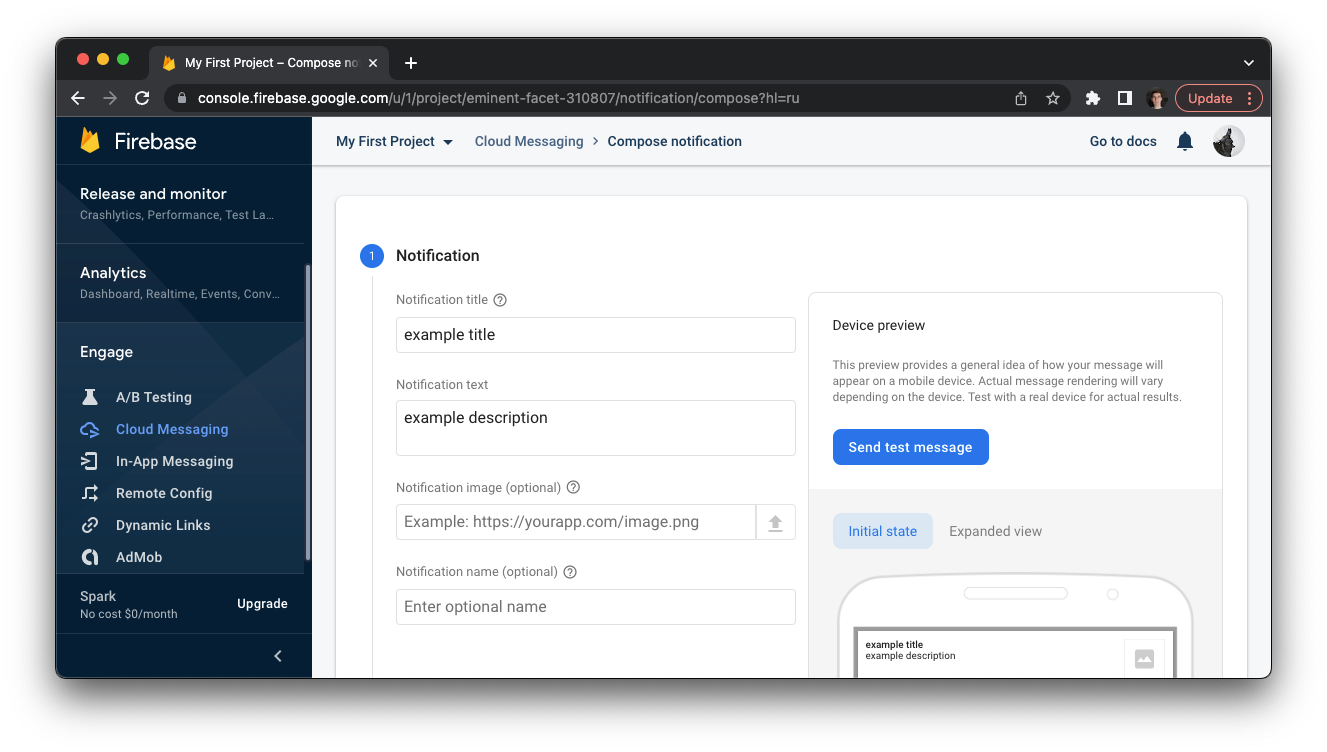 My First Project – Compose no
Update
console.firebase.google.com/u/1/project/eminent-facet-310807/notification/compose?hl=ru
Firebase
My First Project
Cloud Messaging
Compose notification
Go to docs
Release and monitor
Crashlytics, Performance, Test La...
Analytics
Dashboard, Realtime, Events, Conv...
Engage
A/B Testing
Cloud Messaging
In-App Messaging
Remote Config
Dynamic Links
AdMob
Spark
No cost $0/month
Upgrade
1
Notification
Notification title
example title
Notification text
example description
Notification image (optional)
Example: https://yourapp.com/image.png
Notification name (optional)
Enter optional name
Device preview
This preview provides a general idea of how your message will
appear on a mobile device. Actual message rendering will vary
depending on the device. Test with a real device for actual results.
Send test message
Initial state
Expanded view
example title
example description